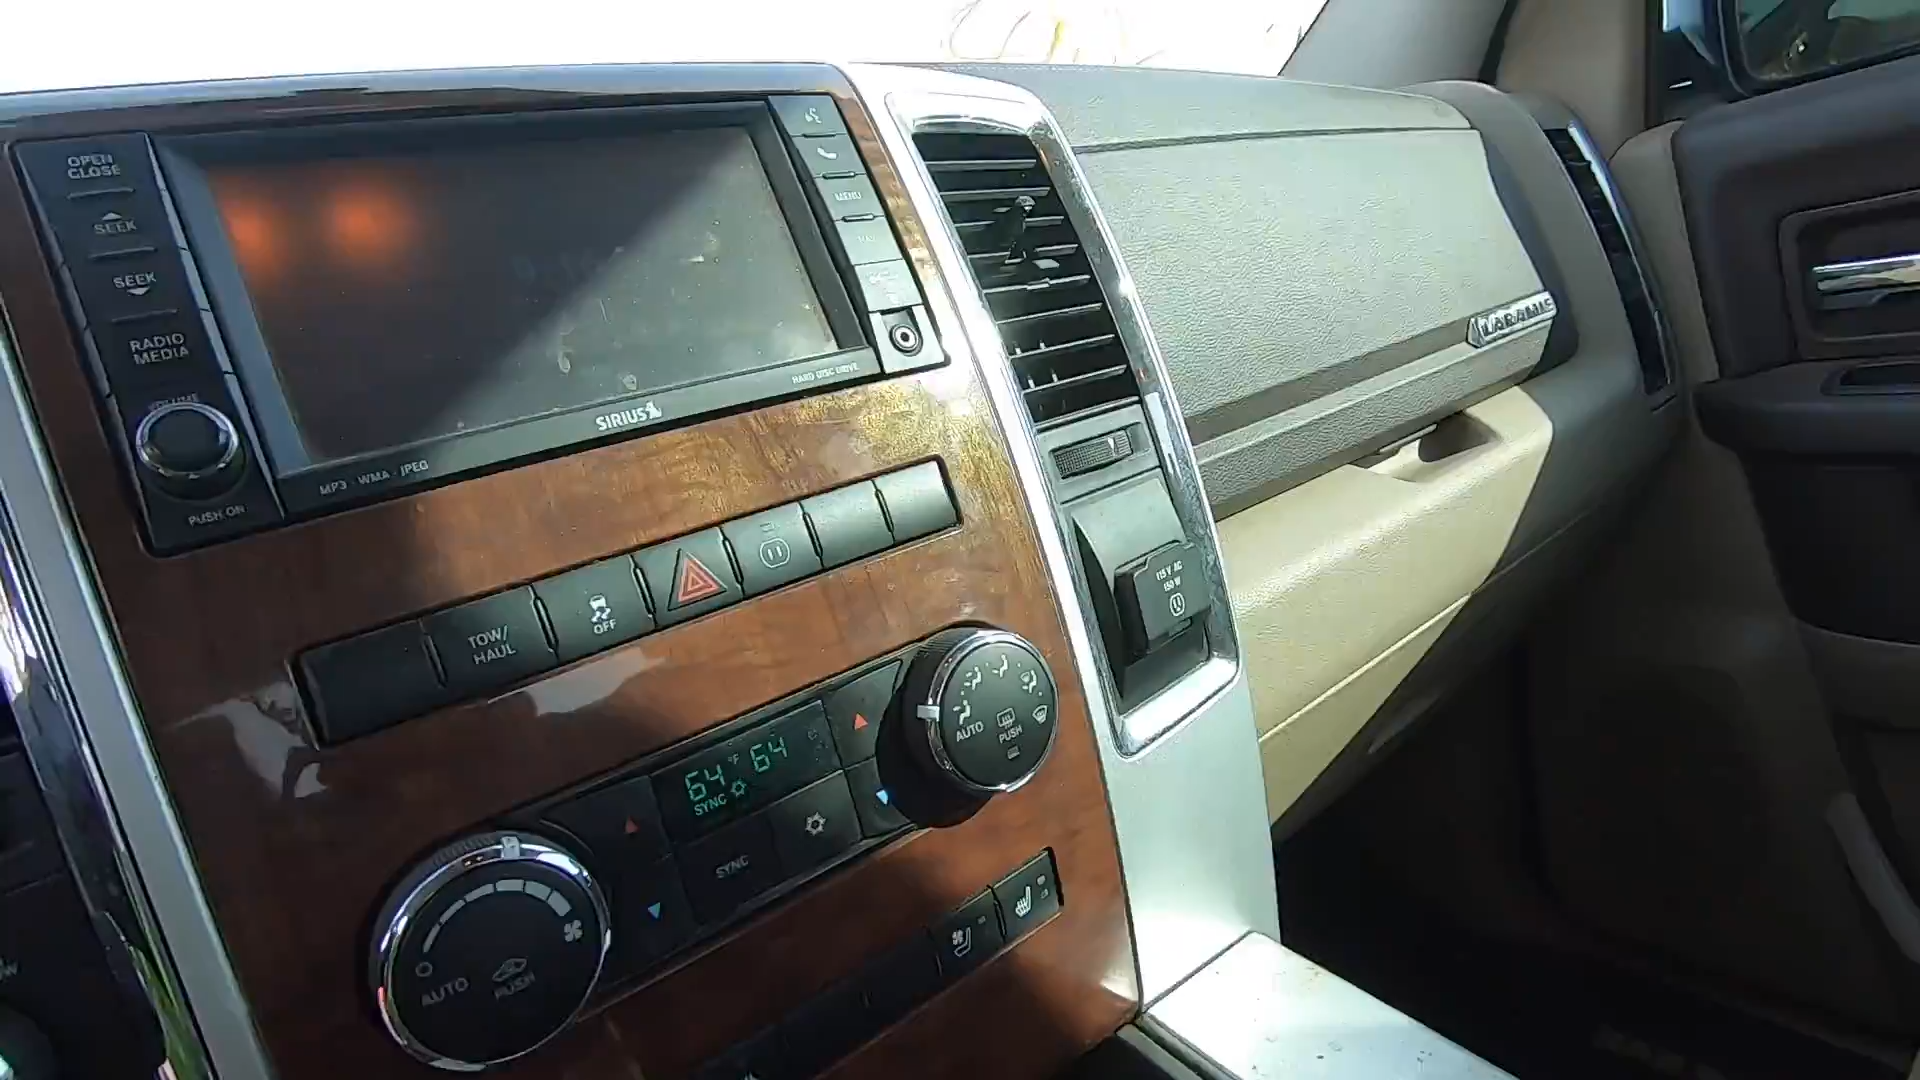 OPEN
CLOSE
SEEK
SEEK
RADIO
MEDIA
VOLUME
PUSH ON
MENU
HARD DISC DRIVE
SIRIUS
MP3 - WMA - JPEG
LARAMIE
TOW/
HAUL
OFF
115 V AC
150 W
AUTO
PUSH
64 °F 64
SYNC
SYNC
AUTO
PUSH